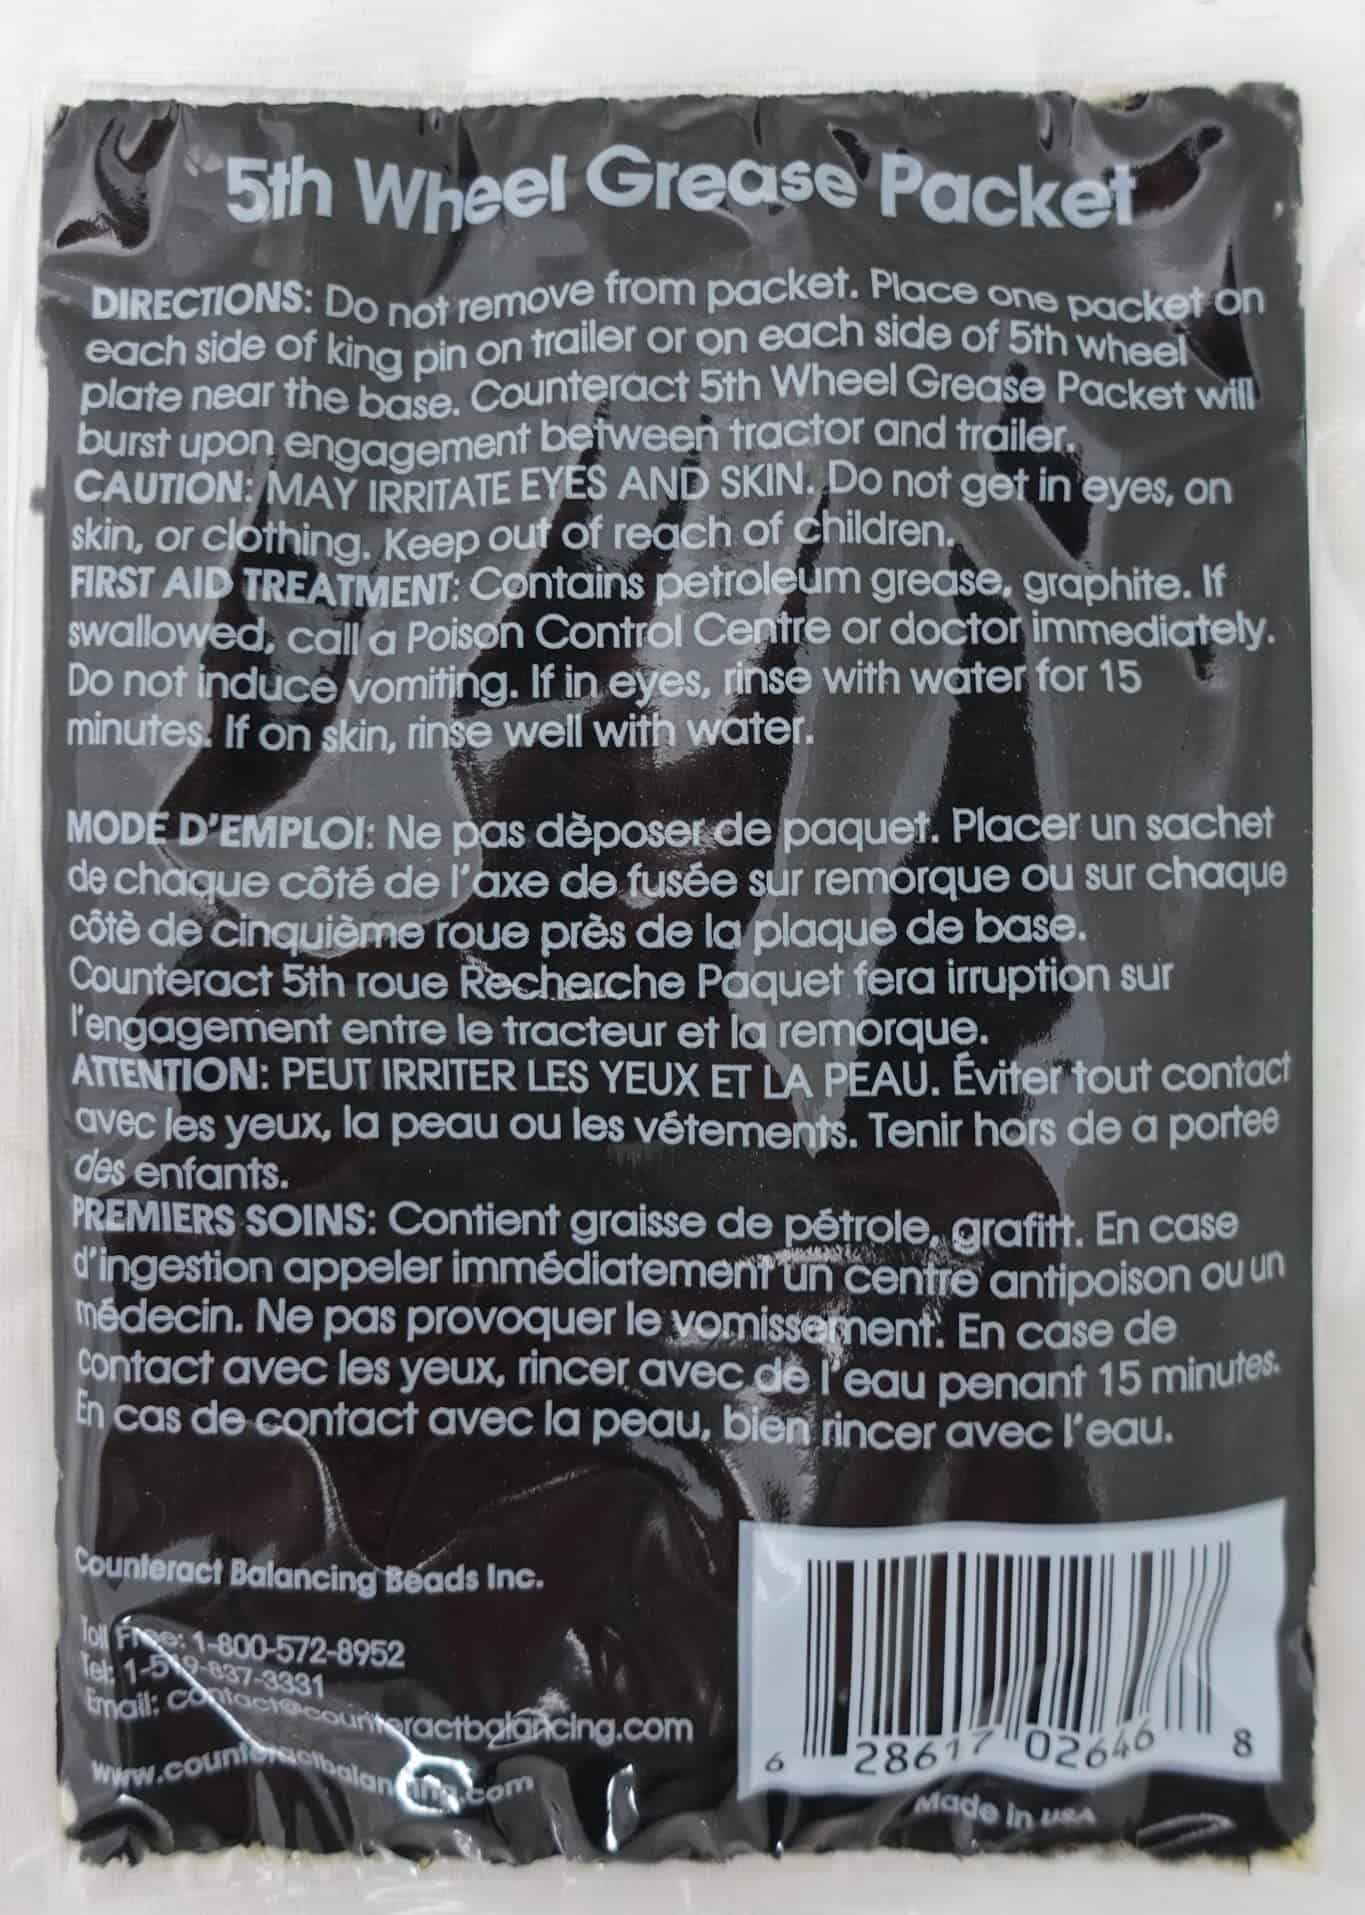 5th Wheel Grease Packet
DIRECTIONS: Do not remove from packet. Place one packet on
each side of king pin on trailer or on each side of 5th wheel
plate near the base. Counteract 5th Wheel Grease Packet will
burst upon engagement between tractor and trailer.
CAUTION: MAY IRRITATE EYES AND SKIN. Do not get in eyes, on
skin, or clothing. Keep out of reach of children.
FIRST AID TREATMENT: Contains petroleum grease, graphite. If
swallowed, call a Poison Control Centre or doctor immediately.
Do not induce vomiting. If in eyes, rinse with water for 15
minutes. If on skin, rinse well with water.
MODE D'EMPLOI: Ne pas dèposer de paquet. Placer un sachet
de chaque côté de l'axe de fusée sur remorque ou sur chaque
côtè de cinquième roue près de la plaque de base.
Counteract 5th roue Recherche Paquet fera irruption sur
l'engagement entre le tracteur et la remorque.
ATTENTION: PEUT IRRITER LES YEUX ET LA PEAU. Éviter tout contact
avec les yeux, la peau ou les vétements. Tenir hors de a portee
des enfants.
PREMIERS SOINS: Contient graisse de pétrole, grafitt. En case
d'ingestion appeler immédiatement un centre antipoison ou un
médecin. Ne pas provoquer le vomissement. En case de
contact avec les yeux, rincer avec de l'eau penant 15 minutes.
En cas de contact avec la peau, bien rincer avec l'eau.
Counteract Balancing Beads Inc.
Toll Free: 1-800-572-8952
Tel: 1-519-837-3331
Email: contact@counteractbalancing.com
www.counteractbalancing.com
6 28617 02646 8
Made in USA